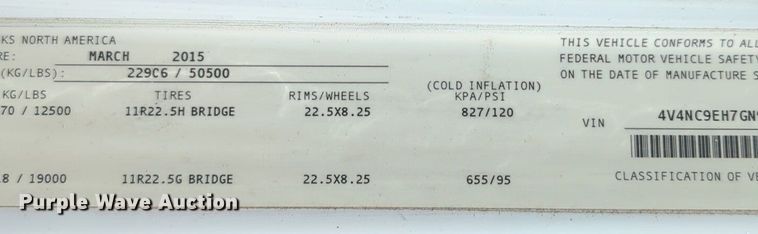 KS NORTH AMERICA
RE: MARCH 2015
(KG/LBS): 229C6 / 50500
KG/LBS TIRES RIMS/WHEELS (COLD INFLATION) KPA/PSI
70 / 12500 11R22.5H BRIDGE 22.5X8.25 827/120
8 / 19000 11R22.5G BRIDGE 22.5X8.25 655/95
THIS VEHICLE CONFORMS TO ALL
FEDERAL MOTOR VEHICLE SAFETY
ON THE DATE OF MANUFACTURE S
VIN 4V4NC9EH7GN
CLASSIFICATION OF VE
Purple Wave Auction